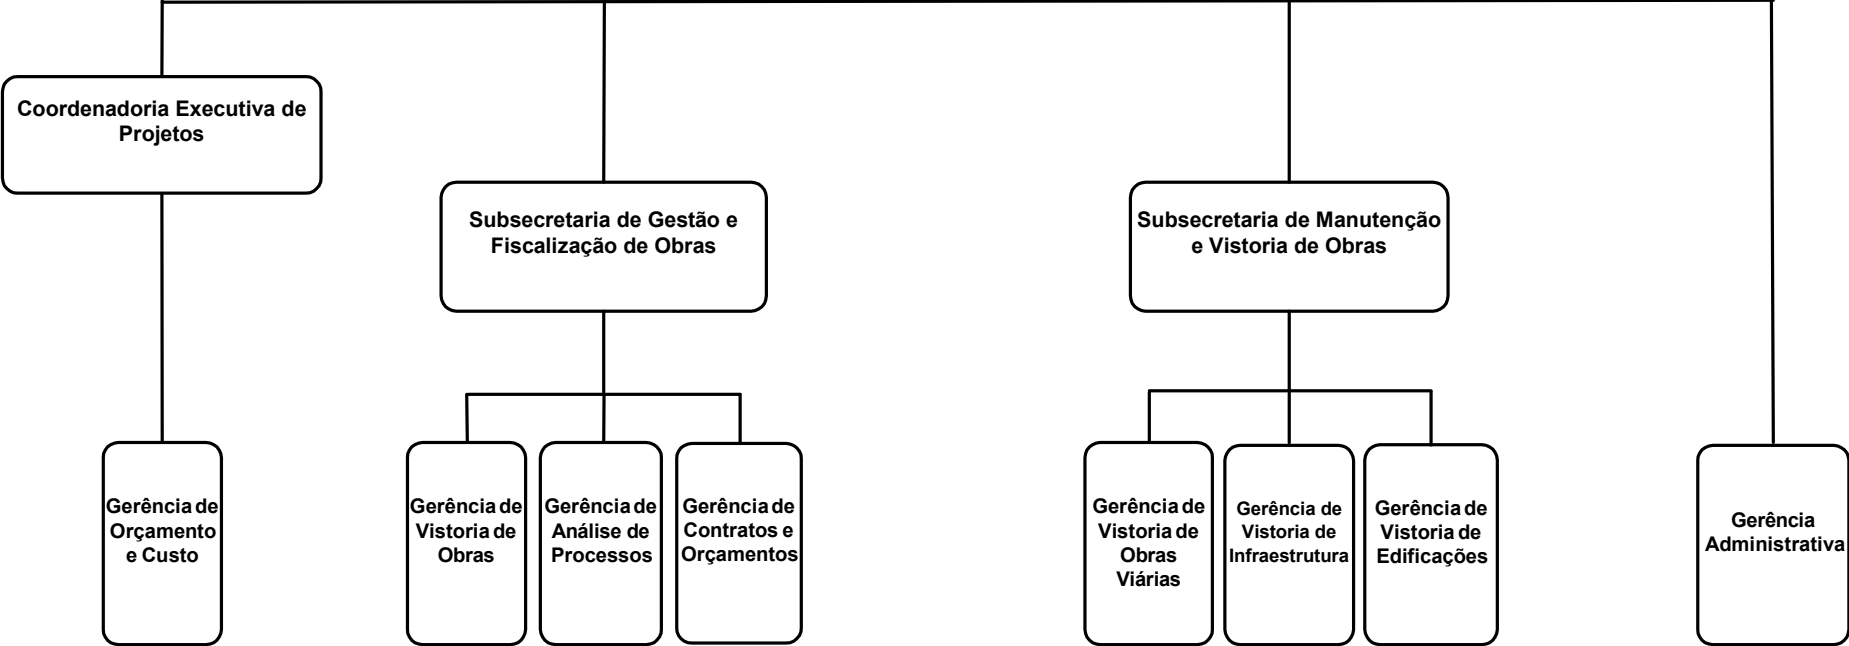 Coordenadoria Executiva de
Projetos
Subsecretaria de Gestão e
Fiscalização de Obras
Subsecretaria de Manutenção
e Vistoria de Obras
Gerência de
Orçamento
e Custo
Gerência de
Vistoria de
Obras
Gerência de
Análise de
Processos
Gerência de
Contratos e
Orçamentos
Gerência de
Vistoria de
Obras
Viárias
Gerência de
Vistoria de
Infraestrutura
Gerência de
Vistoria de
Edificações
Gerência
Administrativa